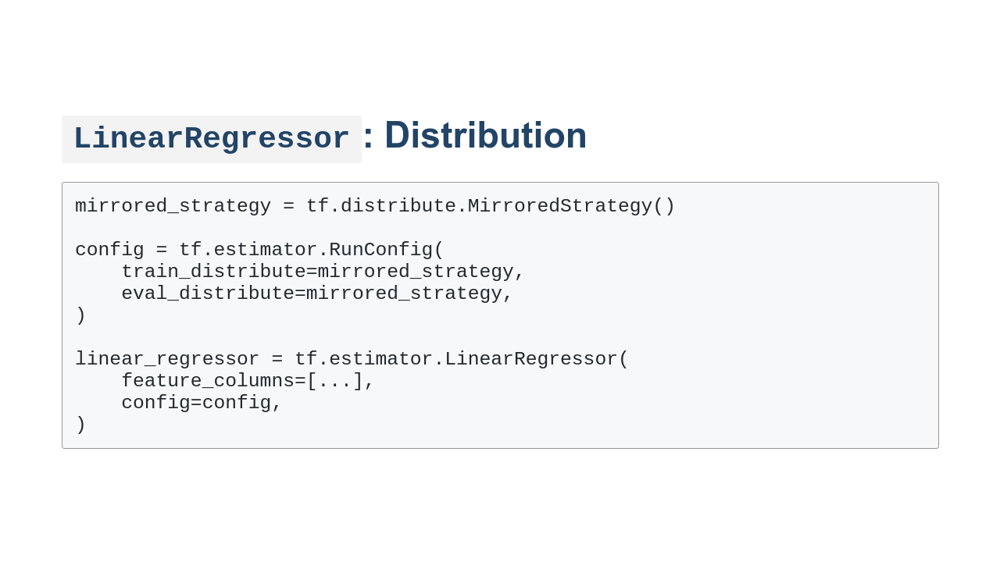 LinearRegressor: Distribution
mirrored_strategy = tf.distribute.MirroredStrategy()
config = tf.estimator.RunConfig(
    train_distribute=mirrored_strategy,
    eval_distribute=mirrored_strategy,
)
linear_regressor = tf.estimator.LinearRegressor(
    feature_columns=[...],
    config=config,
)